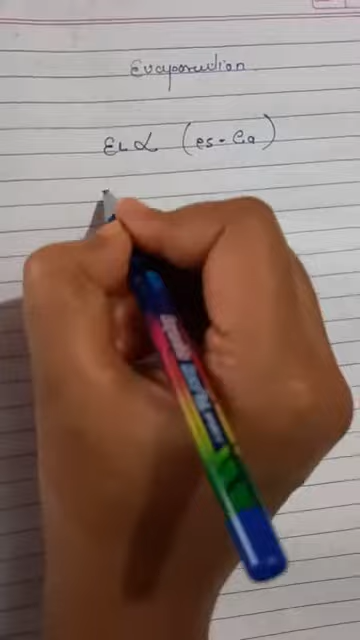 Evaporation
EL α (es - ea)